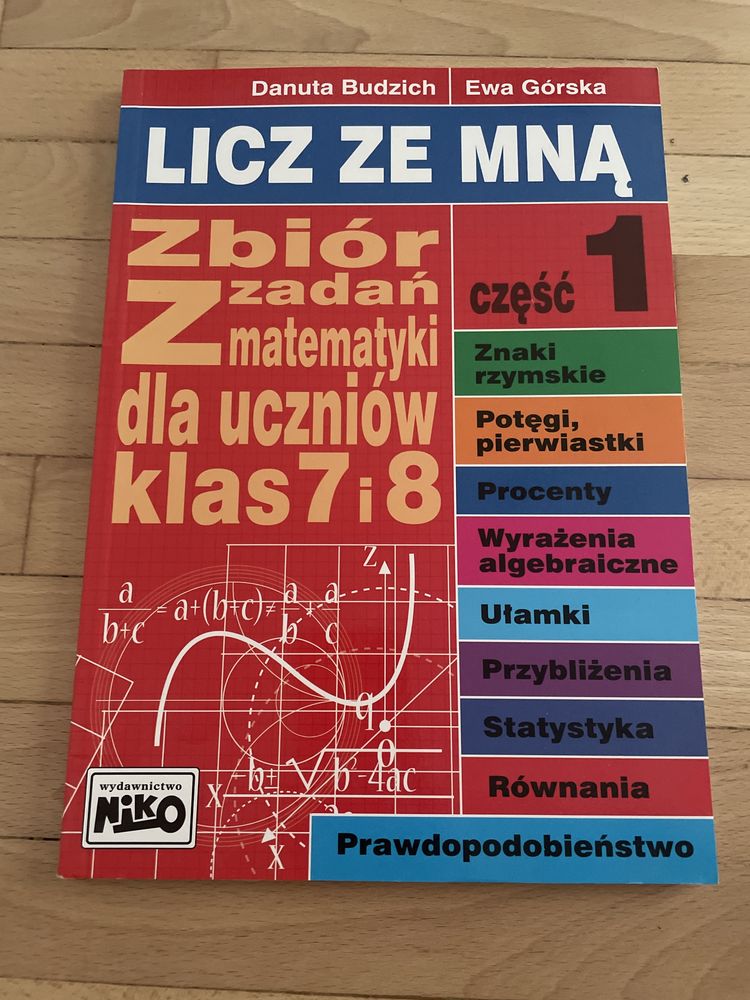 Danuta Budzich Ewa Górska
LICZ ZE MNĄ
Zbiór
zadań
z matematyki
dla uczniów
klas 7 i 8
część 1
Znaki
rzymskie
Potęgi,
pierwiastki
Procenty
Wyrażenia
algebraiczne
Ułamki
Przybliżenia
Statystyka
Równania
Prawdopodobieństwo
wydawnictwo
NiKO